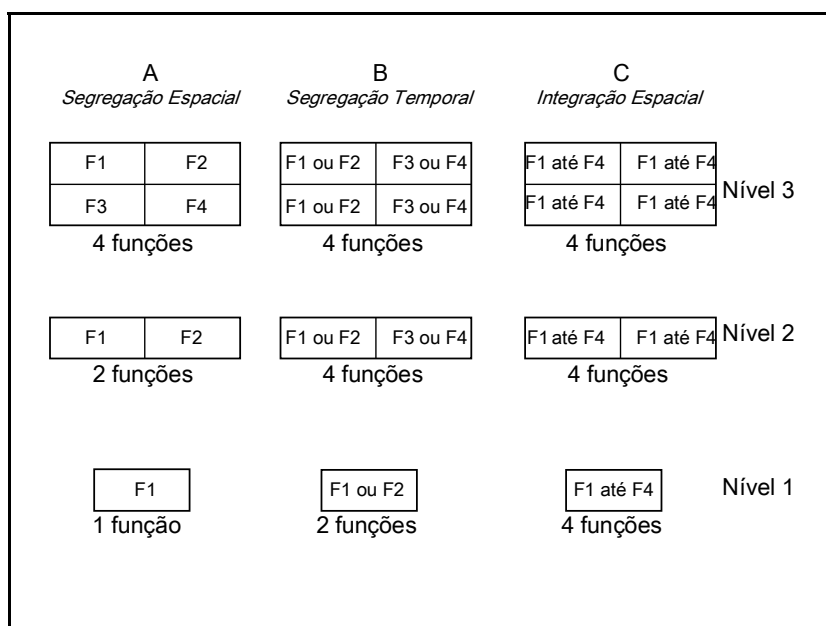 A B C
Segregação Espacial Segregação Temporal Integração Espacial
F1 F2 F1 ou F2 F3 ou F4 F1 até F4 F1 até F4
Nível 3
F3 F4 F1 ou F2 F3 ou F4 F1 até F4 F1 até F4
4 funções 4 funções 4 funções
F1 F2 F1 ou F2 F3 ou F4 F1 até F4 F1 até F4 Nível 2
2 funções 4 funções 4 funções
F1 F1 ou F2 F1 até F4 Nível 1
1 função 2 funções 4 funções